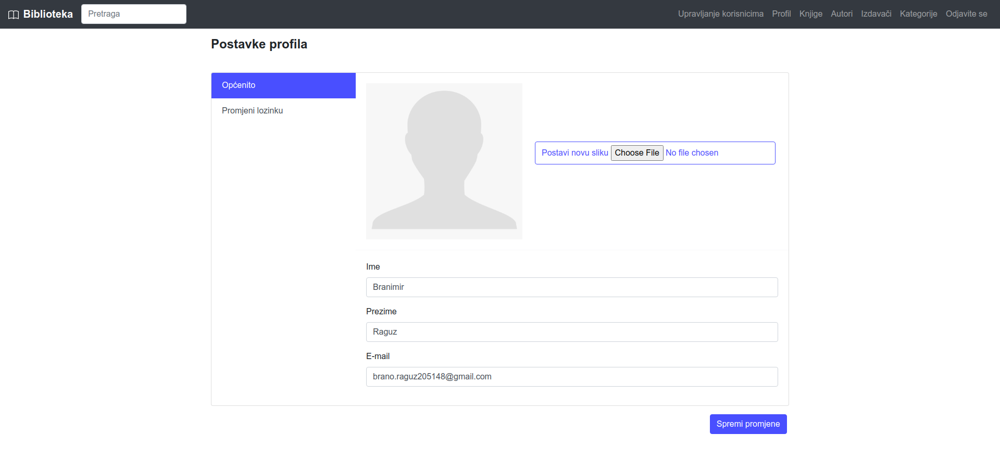 Biblioteka Pretraga Upravljanje korisnicima Profil Knjige Autori Izdavači Kategorije Odjavite se
Postavke profila
Općenito
Promjeni lozinku
Postavi novu sliku Choose File No file chosen
Ime
Branimir
Prezime
Raguz
E-mail
brano.raguz205148@gmail.com
Spremi promjene